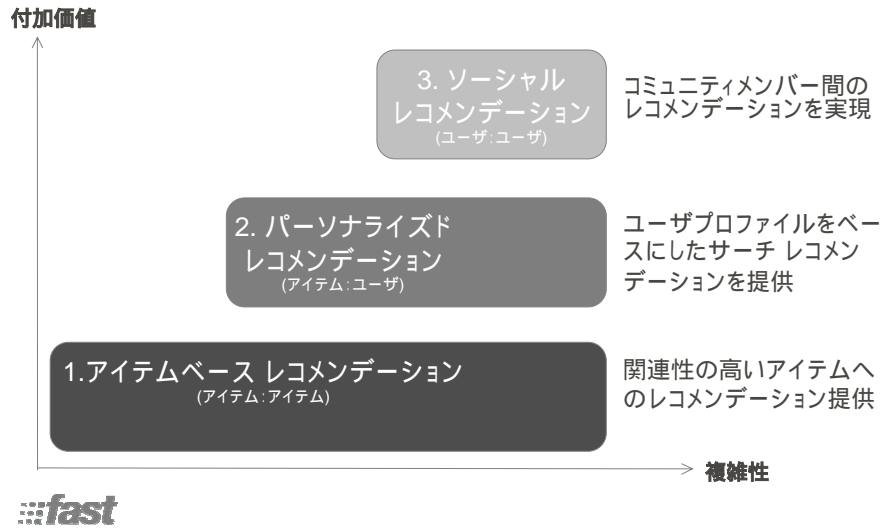 付加価値
3. ソーシャル
レコメンデーション
(ユーザ:ユーザ)
コミュニティメンバー間の
レコメンデーションを実現
2. パーソナライズド
レコメンデーション
(アイテム:ユーザ)
ユーザプロファイルをベー
スにしたサーチ レコメン
デーションを提供
1.アイテムベース レコメンデーション
(アイテム:アイテム)
関連性の高いアイテムへ
のレコメンデーション提供
複雑性
fast